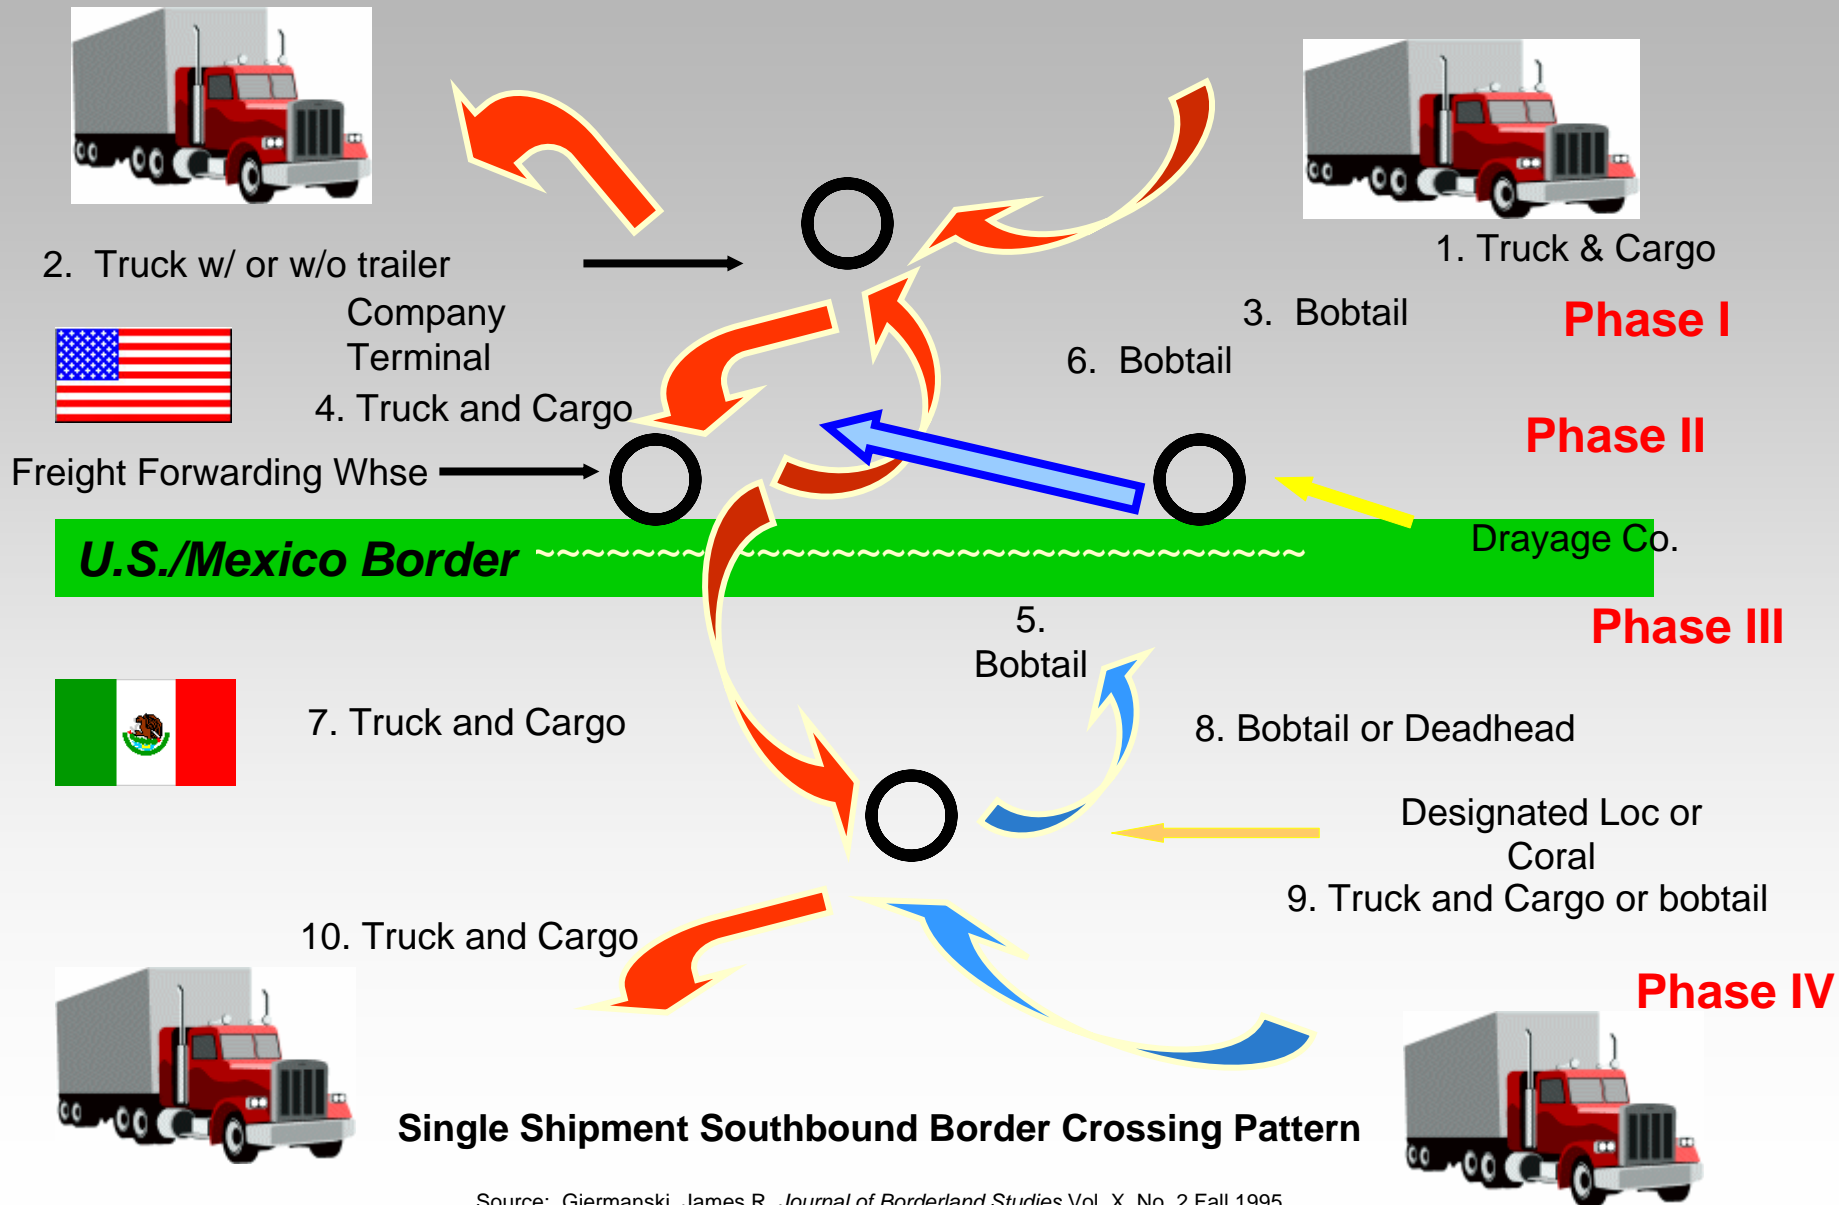 1. Truck & Cargo
2. Truck w/ or w/o trailer
Company
Terminal
3. Bobtail
Phase I
6. Bobtail
4. Truck and Cargo
Phase II
Freight Forwarding Whse
U.S./Mexico Border ~~~~~~~~~~~~~~~~~~~~~~~~~~~~~~~~~~~~
Drayage Co.
5.
Bobtail
Phase III
7. Truck and Cargo
8. Bobtail or Deadhead
Designated Loc or
Coral
9. Truck and Cargo or bobtail
10. Truck and Cargo
Phase IV
Single Shipment Southbound Border Crossing Pattern
Source: Giermanski, James R. Journal of Borderland Studies Vol. X, No. 2 Fall 1995